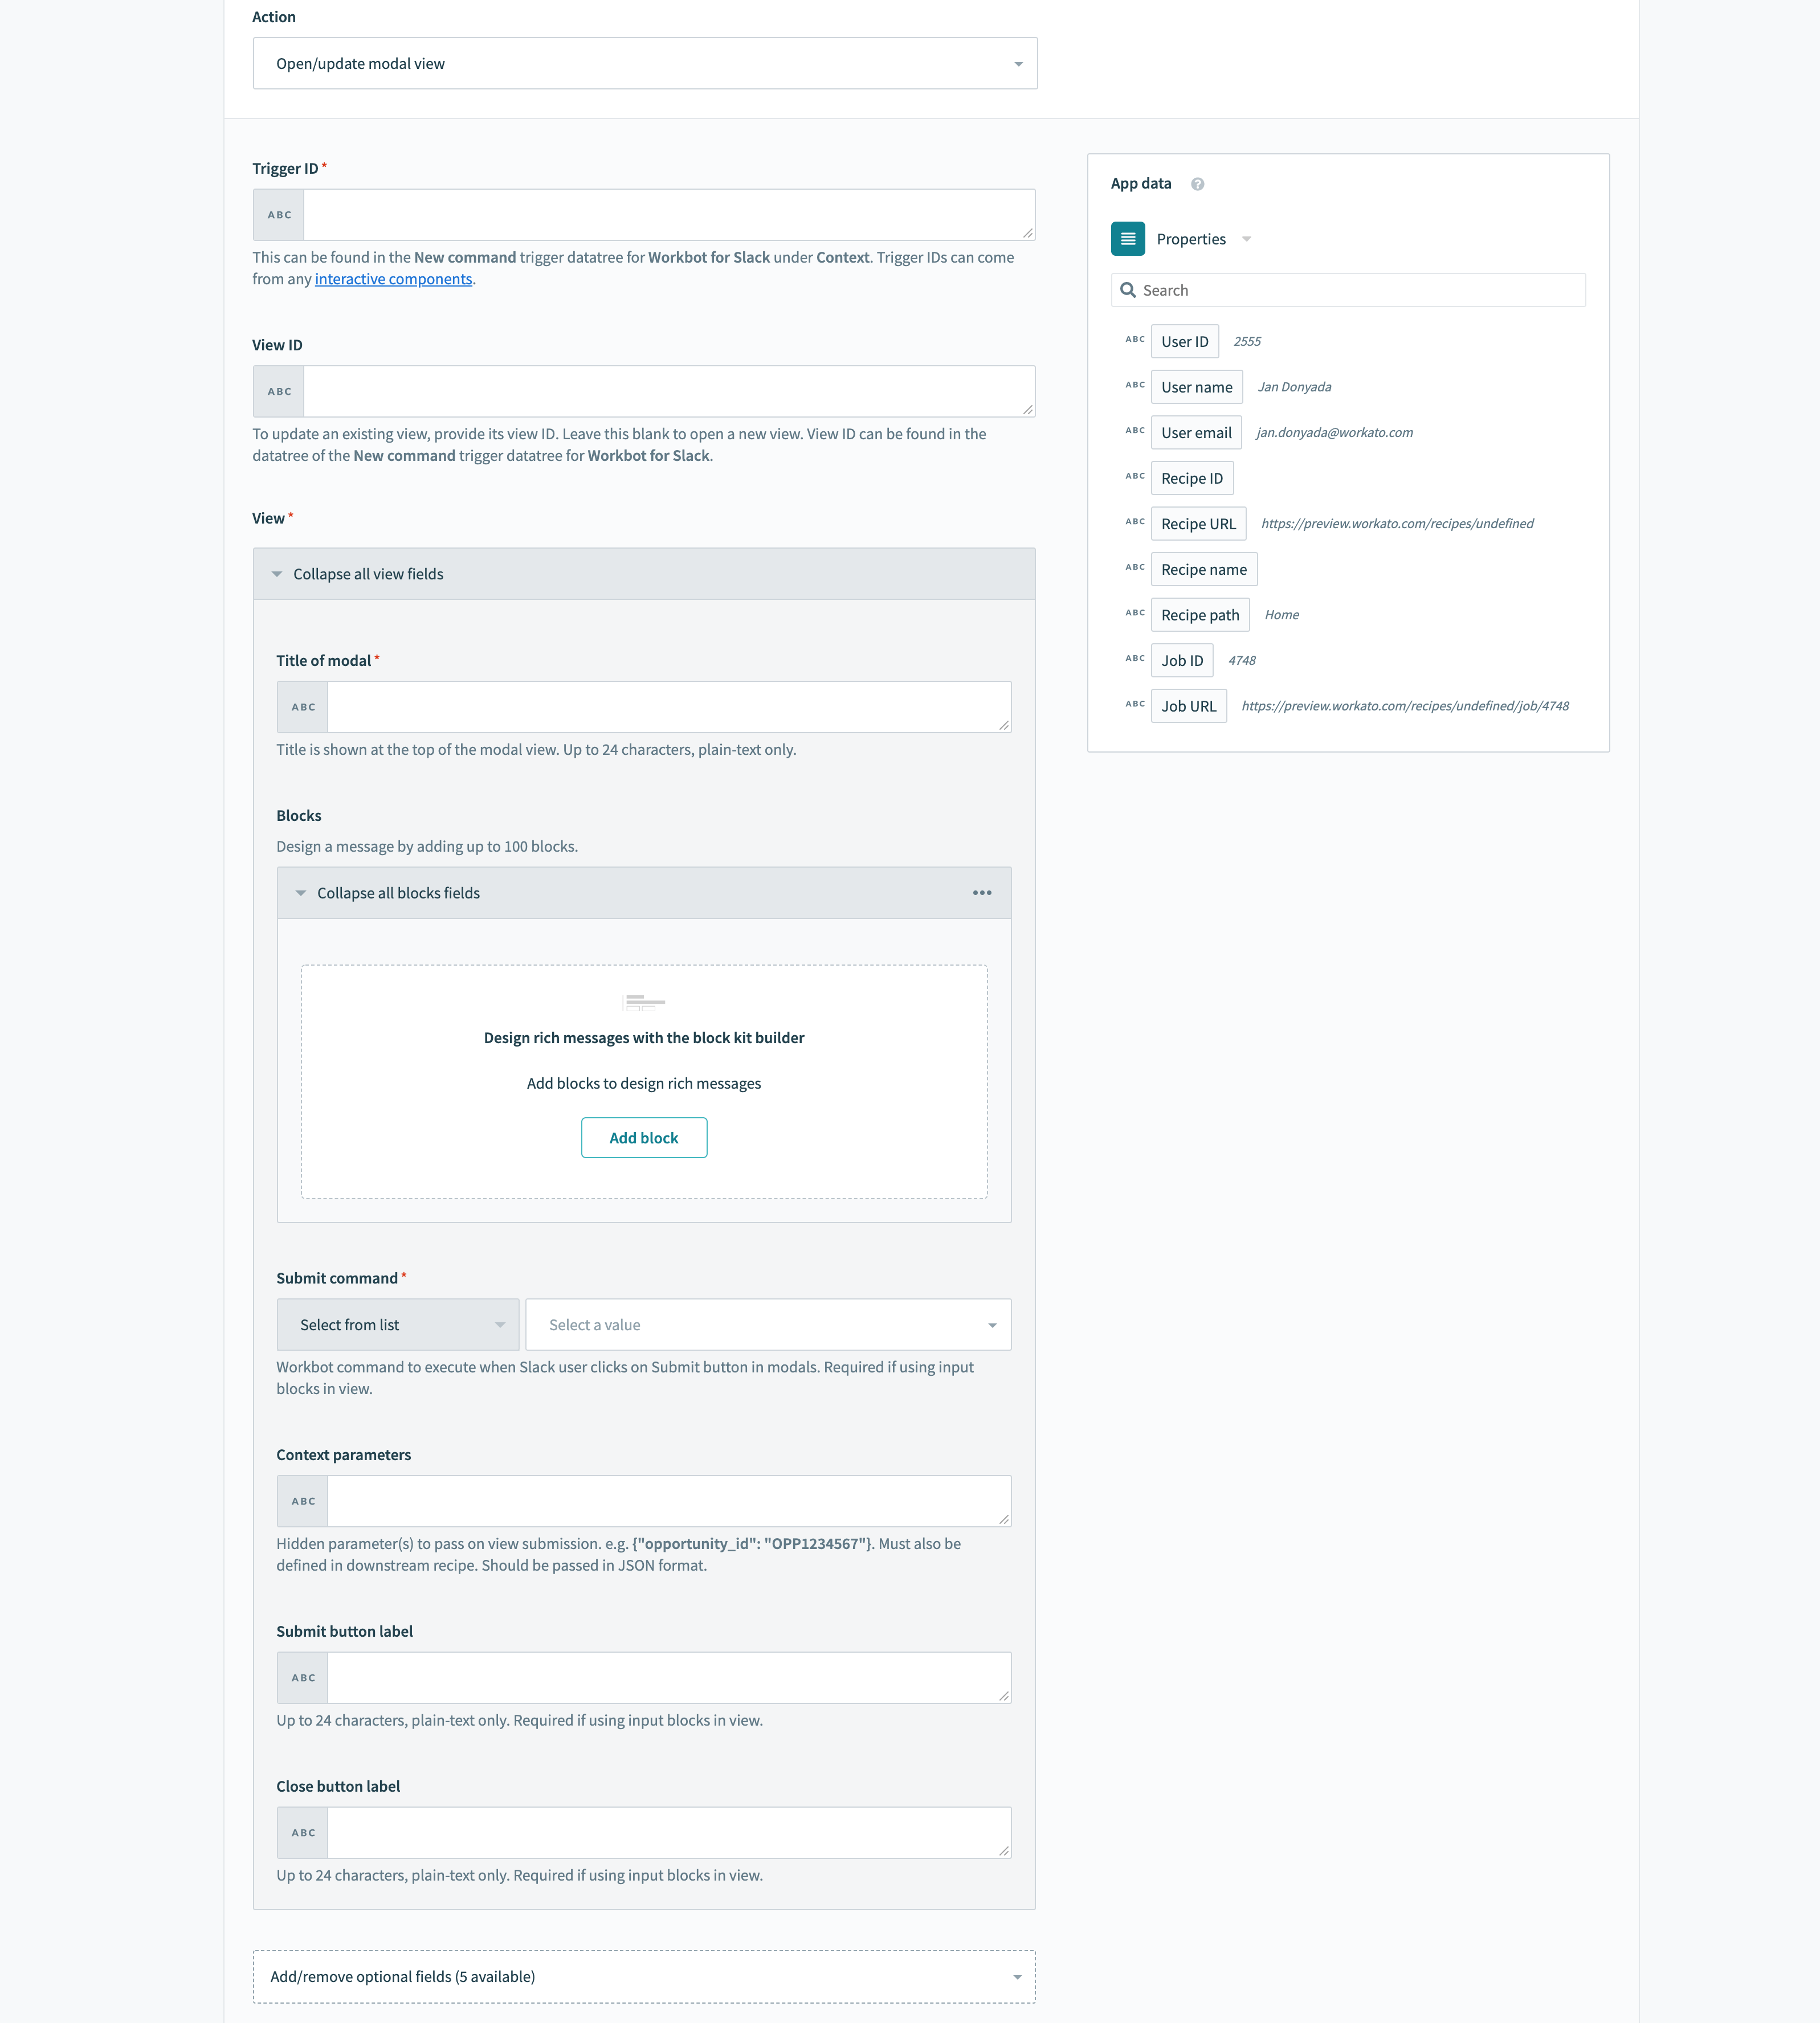 Action
Open/update modal view
Trigger ID *
ABC
This can be found in the New command trigger datatree for Workbot for Slack under Context. Trigger IDs can come
from any interactive components.
View ID
ABC
To update an existing view, provide its view ID. Leave this blank to open a new view. View ID can be found in the
datatree of the New command trigger datatree for Workbot for Slack.
View *
Collapse all view fields
Title of modal *
ABC
Title is shown at the top of the modal view. Up to 24 characters, plain-text only.
Blocks
Design a message by adding up to 100 blocks.
Collapse all blocks fields
Design rich messages with the block kit builder
Add blocks to design rich messages
Add block
Submit command *
Select from list
Select a value
Workbot command to execute when Slack user clicks on Submit button in modals. Required if using input
blocks in view.
Context parameters
ABC
Hidden parameter(s) to pass on view submission. e.g. {"opportunity_id": "OPP1234567"}. Must also be
defined in downstream recipe. Should be passed in JSON format.
Submit button label
ABC
Up to 24 characters, plain-text only. Required if using input blocks in view.
Close button label
ABC
Up to 24 characters, plain-text only. Required if using input blocks in view.
Add/remove optional fields (5 available)
App data ?
Properties
Search
ABC User ID 2555
ABC User name Jan Donyada
ABC User email jan.donyada@workato.com
ABC Recipe ID
ABC Recipe URL https://preview.workato.com/recipes/undefined
ABC Recipe name
ABC Recipe path Home
ABC Job ID 4748
ABC Job URL https://preview.workato.com/recipes/undefined/job/4748